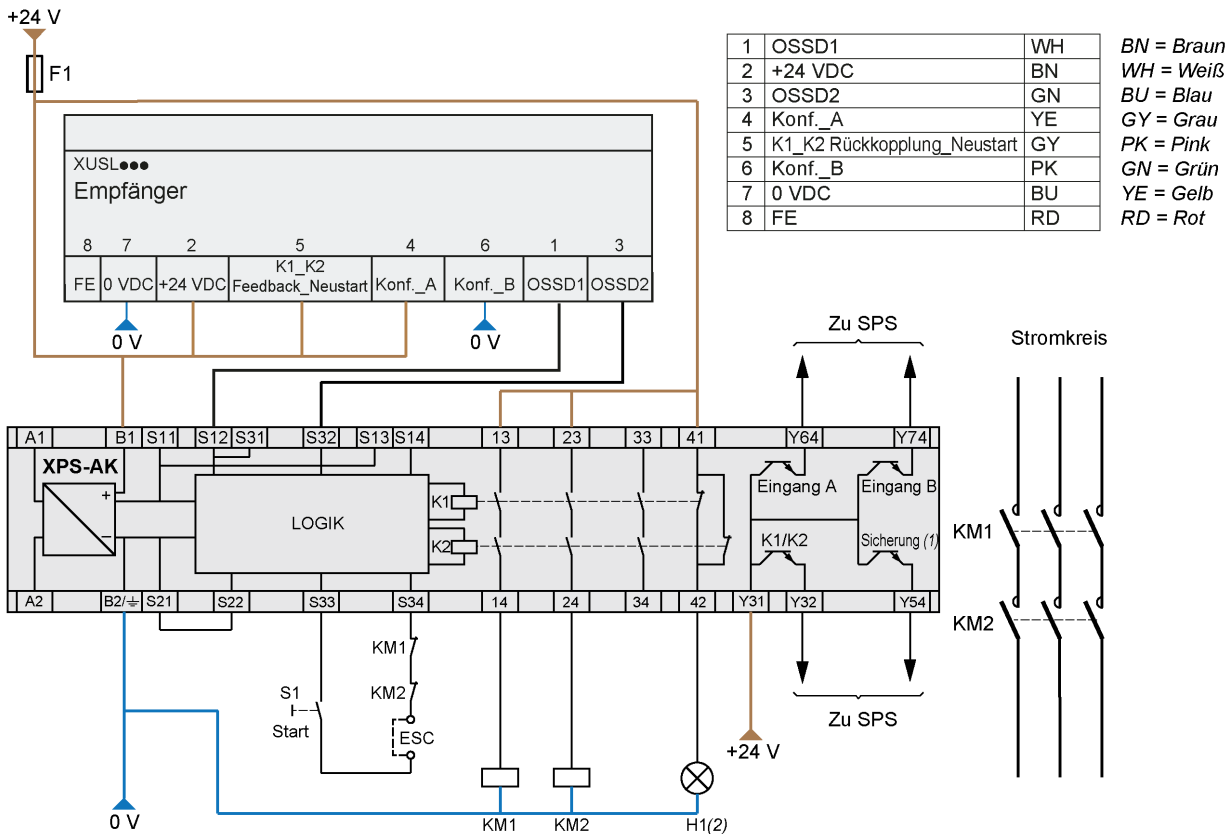 +24 V
F1
1 OSSD1 WH
2 +24 VDC BN
3 OSSD2 GN
4 Konf._A YE
5 K1_K2 Rückkopplung_Neustart GY
6 Konf._B PK
7 0 VDC BU
8 FE RD
BN = Braun
WH = Weiß
BU = Blau
GY = Grau
PK = Pink
GN = Grün
YE = Gelb
RD = Rot
XUSL●●●
Empfänger
8 7 2 5 4 6 1 3
FE 0 VDC +24 VDC K1_K2 Feedback_Neustart Konf._A Konf._B OSSD1 OSSD2
0 V
0 V
Zu SPS
Stromkreis
A1 B1 S11 S12 S31 S32 S13 S14 13 23 33 41 Y64 Y74
XPS-AK
+
–
LOGIK
K1
K2
Eingang A
Eingang B
K1/K2
Sicherung (1)
KM1
KM2
A2 B2/⏚ S21 S22 S33 S34 14 24 34 42 Y31 Y32 Y54
KM1
KM2
ESC
S1
Start
Zu SPS
+24 V
0 V
KM1
KM2
H1(2)